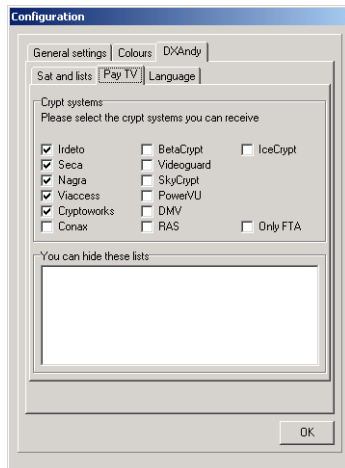 Configuration
General settings Colours DXAndy
Sat and lists Pay TV Language
Crypt systems
Please select the crypt systems you can receive
Irdeto BetaCrypt IceCrypt
Seca Videoguard
Nagra SkyCrypt
Viaccess PowerVU
Cryptoworks DMV
Conax RAS Only FTA
You can hide these lists
OK